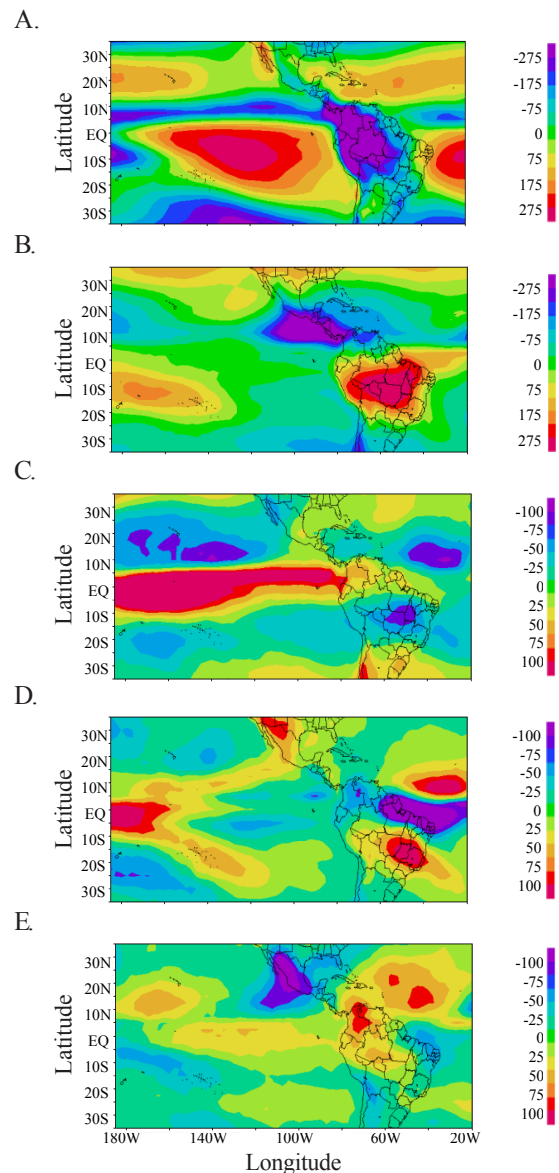 A.
Latitude
30N
20N
10N
EQ
10S
20S
30S
-275
-175
-75
0
75
175
275
B.
Latitude
30N
20N
10N
EQ
10S
20S
30S
-275
-175
-75
0
75
175
275
C.
Latitude
30N
20N
10N
EQ
10S
20S
30S
-100
-75
-50
-25
0
25
50
75
100
D.
Latitude
30N
20N
10N
EQ
10S
20S
30S
-100
-75
-50
-25
0
25
50
75
100
E.
Latitude
30N
20N
10N
EQ
10S
20S
30S
-100
-75
-50
-25
0
25
50
75
100
180W 140W 100W 60W 20W
Longitude